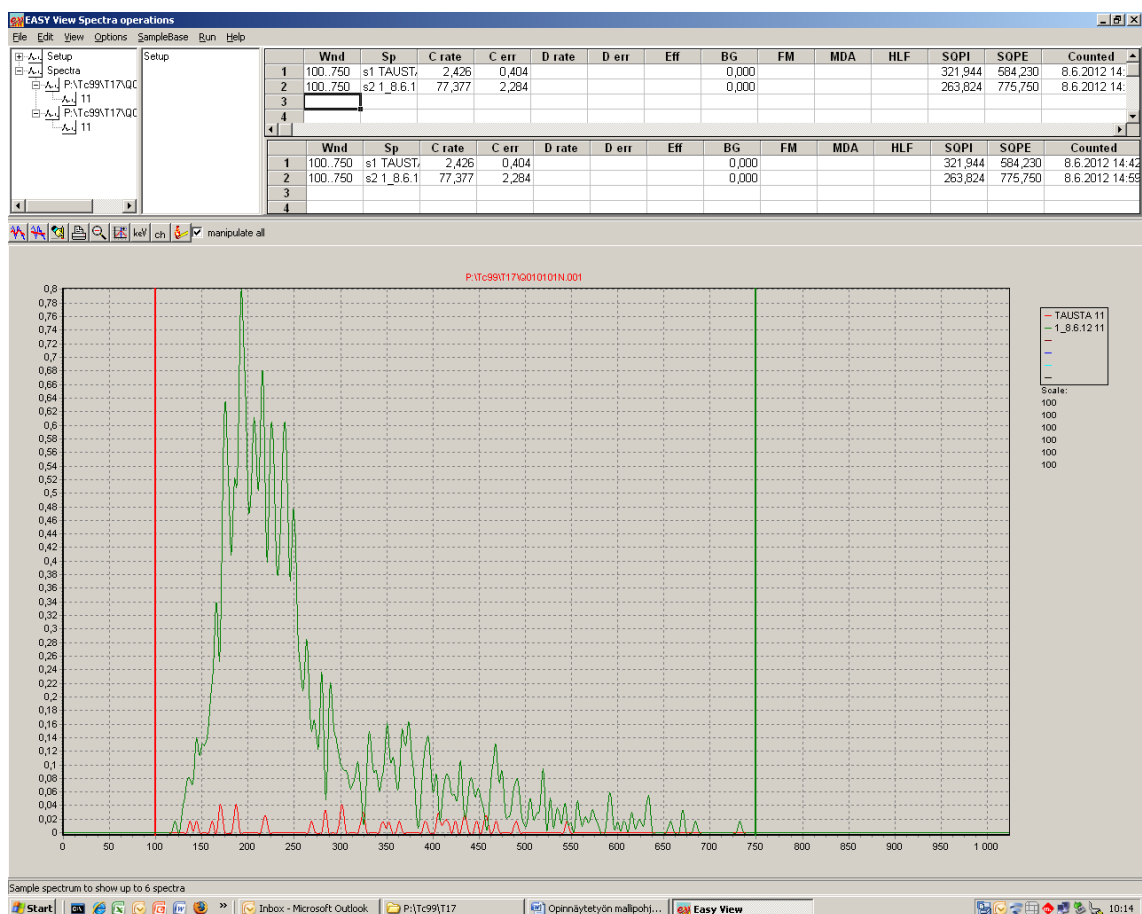 EASY View Spectra operations
File Edit View Options SampleBase Run Help
Setup
Spectra
P:\Tc99\T17\QC
11
P:\Tc99\T17\QC
11
Setup
Wnd Sp C rate C err D rate D err Eff BG FM MDA HLF SQPI SQPE Counted
1 100..750 s1 TAUST 2,426 0,404 0,000 321,944 584,230 8.6.2012 14:
2 100..750 s2 1_8.6.1 77,377 2,284 0,000 263,824 775,750 8.6.2012 14:
3
4
Wnd Sp C rate C err D rate D err Eff BG FM MDA HLF SQPI SQPE Counted
1 100..750 s1 TAUST 2,426 0,404 0,000 321,944 584,230 8.6.2012 14:42
2 100..750 s2 1_8.6.1 77,377 2,284 0,000 263,824 775,750 8.6.2012 14:59
3
4
keV ch manipulate all
P:\Tc99\T17\Q010101N.001
0,8
0,78
0,76
0,74
0,72
0,7
0,68
0,66
0,64
0,62
0,6
0,58
0,56
0,54
0,52
0,5
0,48
0,46
0,44
0,42
0,4
0,38
0,36
0,34
0,32
0,3
0,28
0,26
0,24
0,22
0,2
0,18
0,16
0,14
0,12
0,11
0,08
0,06
0,04
0,02
0
0 50 100 150 200 250 300 350 400 450 500 550 600 650 700 750 800 850 900 950 1 000
TAUSTA 11
1_8.6.12 11
Scale:
100
100
100
100
100
100
Sample spectrum to show up to 6 spectra
Start Inbox - Microsoft Outlook P:\Tc99\T17 Opinnäytetyön mallipohj... Easy View 10:14